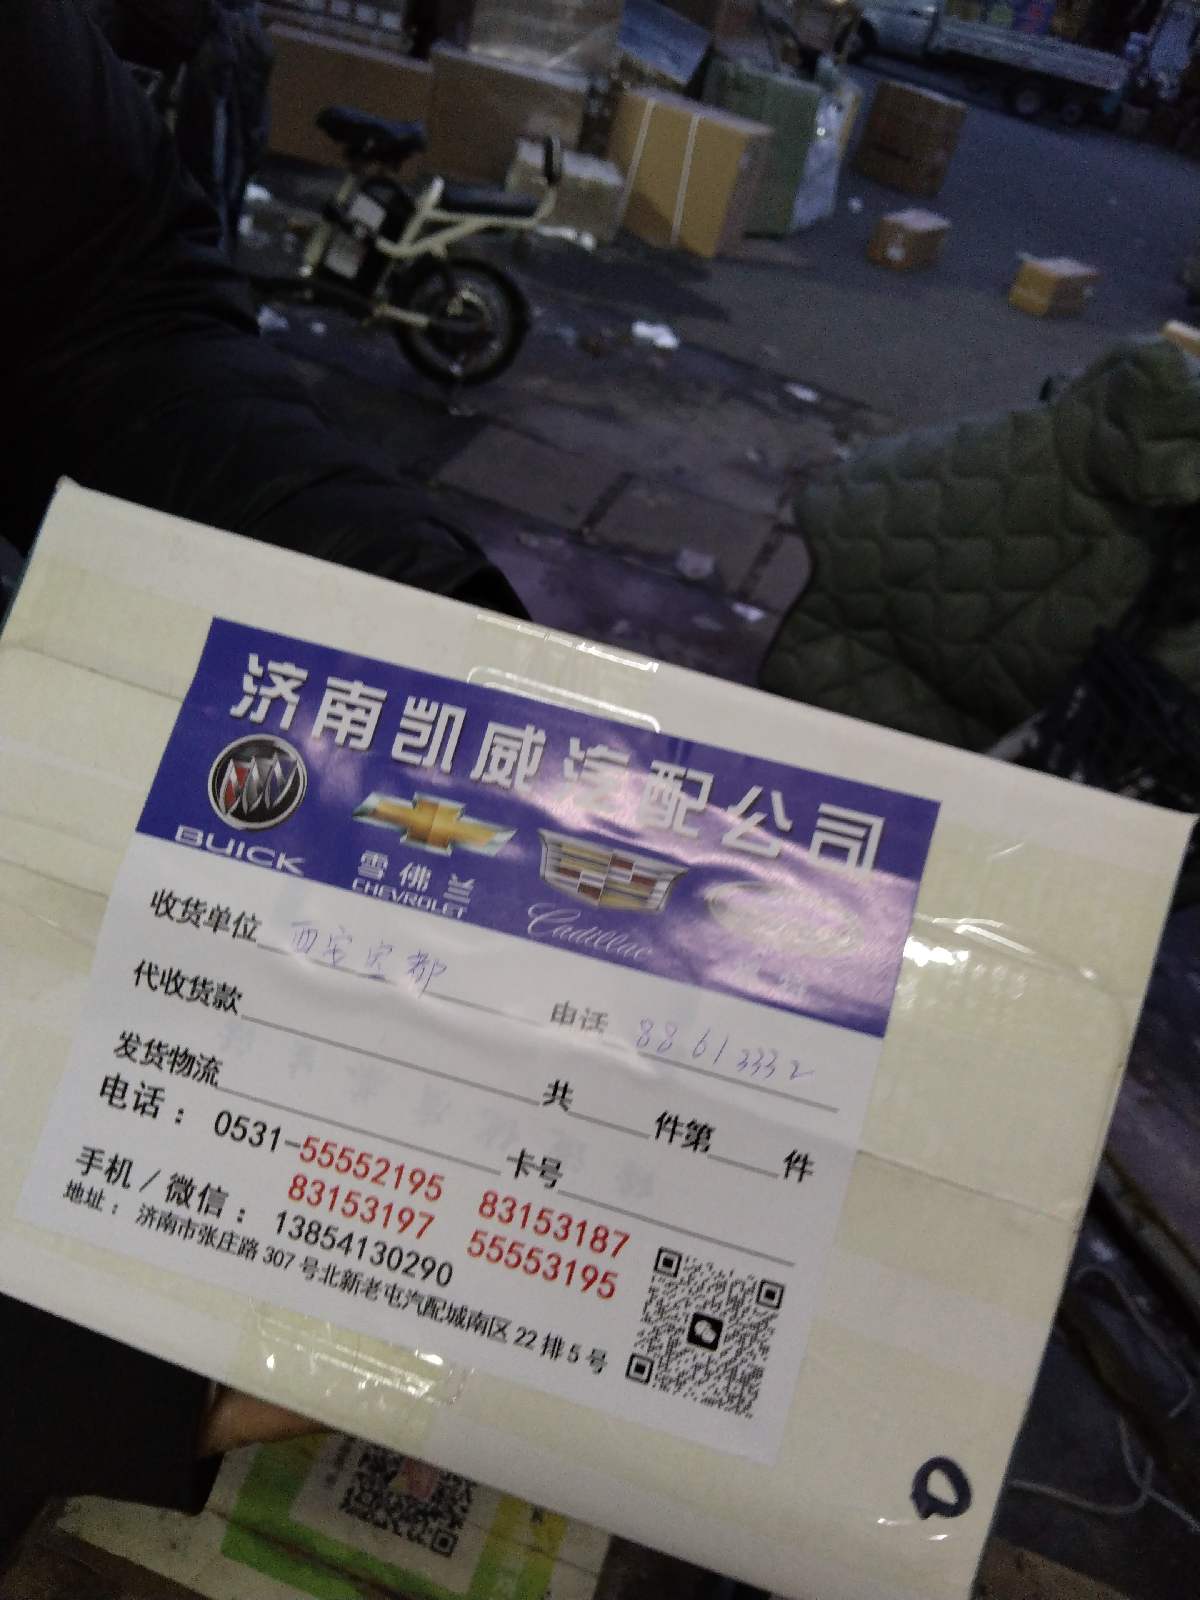 济南凯威汽配公司
BUICK
雪佛兰
CHEVROLET
Cadillac
收货单位 西安宗都 电话 88613332
代收货款 共 件第 件
发货物流 卡号
电话：0531-55552195 83153187
83153197 55553195
手机/微信：13854130290
地址：济南市张庄路307号北新老屯汽配城南区22排5号